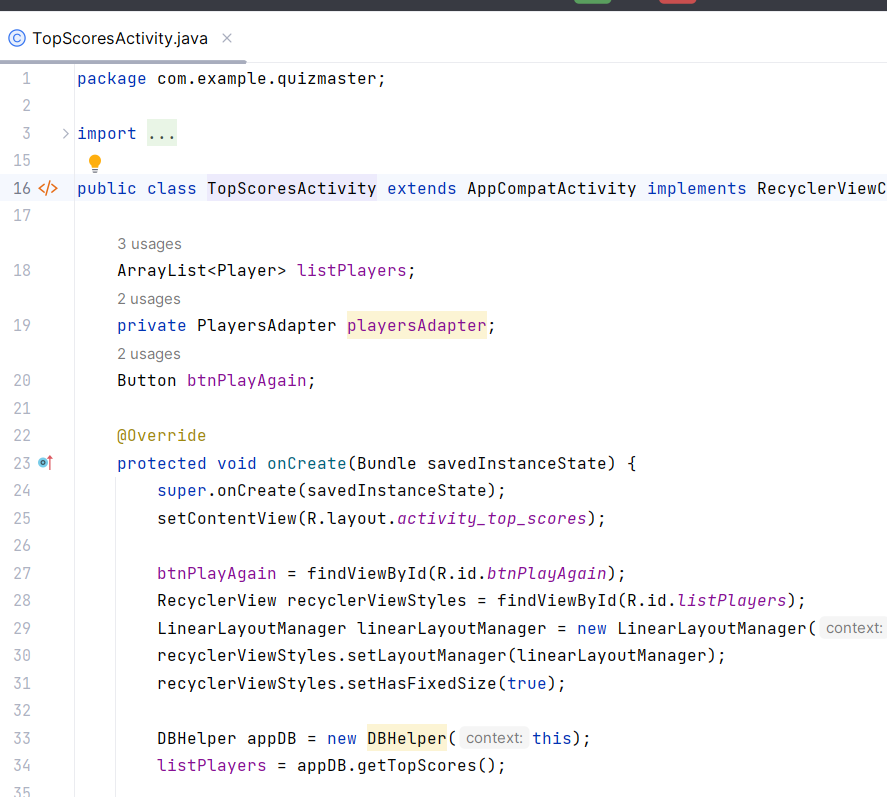 TopScoresActivity.java
1 package com.example.quizmaster;
2
3 import ...
15
16 public class TopScoresActivity extends AppCompatActivity implements RecyclerViewC
17
3 usages
18 ArrayList<Player> listPlayers;
2 usages
19 private PlayersAdapter playersAdapter;
2 usages
20 Button btnPlayAgain;
21
22 @Override
23 protected void onCreate(Bundle savedInstanceState) {
24 super.onCreate(savedInstanceState);
25 setContentView(R.layout.activity_top_scores);
26
27 btnPlayAgain = findViewById(R.id.btnPlayAgain);
28 RecyclerView recyclerViewStyles = findViewById(R.id.listPlayers);
29 LinearLayoutManager linearLayoutManager = new LinearLayoutManager( context:
30 recyclerViewStyles.setLayoutManager(linearLayoutManager);
31 recyclerViewStyles.setHasFixedSize(true);
32
33 DBHelper appDB = new DBHelper( context: this);
34 listPlayers = appDB.getTopScores();
35